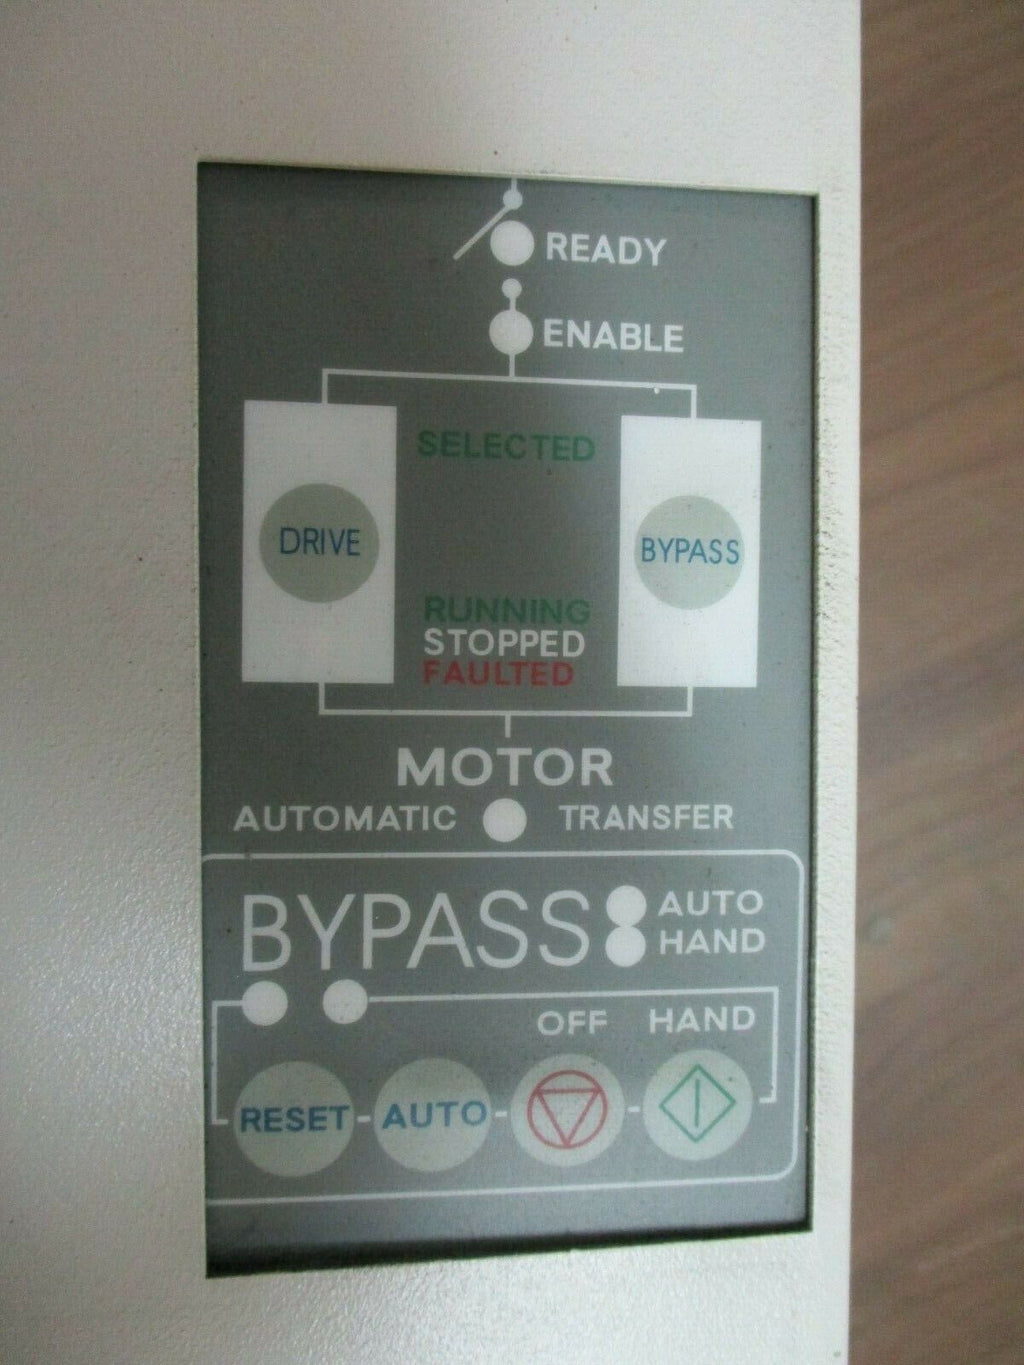 READY
ENABLE
SELECTED
DRIVE
BYPASS
RUNNING
STOPPED
FAULTED
MOTOR
AUTOMATIC TRANSFER
BYPASS
AUTO
HAND
OFF HAND
RESET AUTO